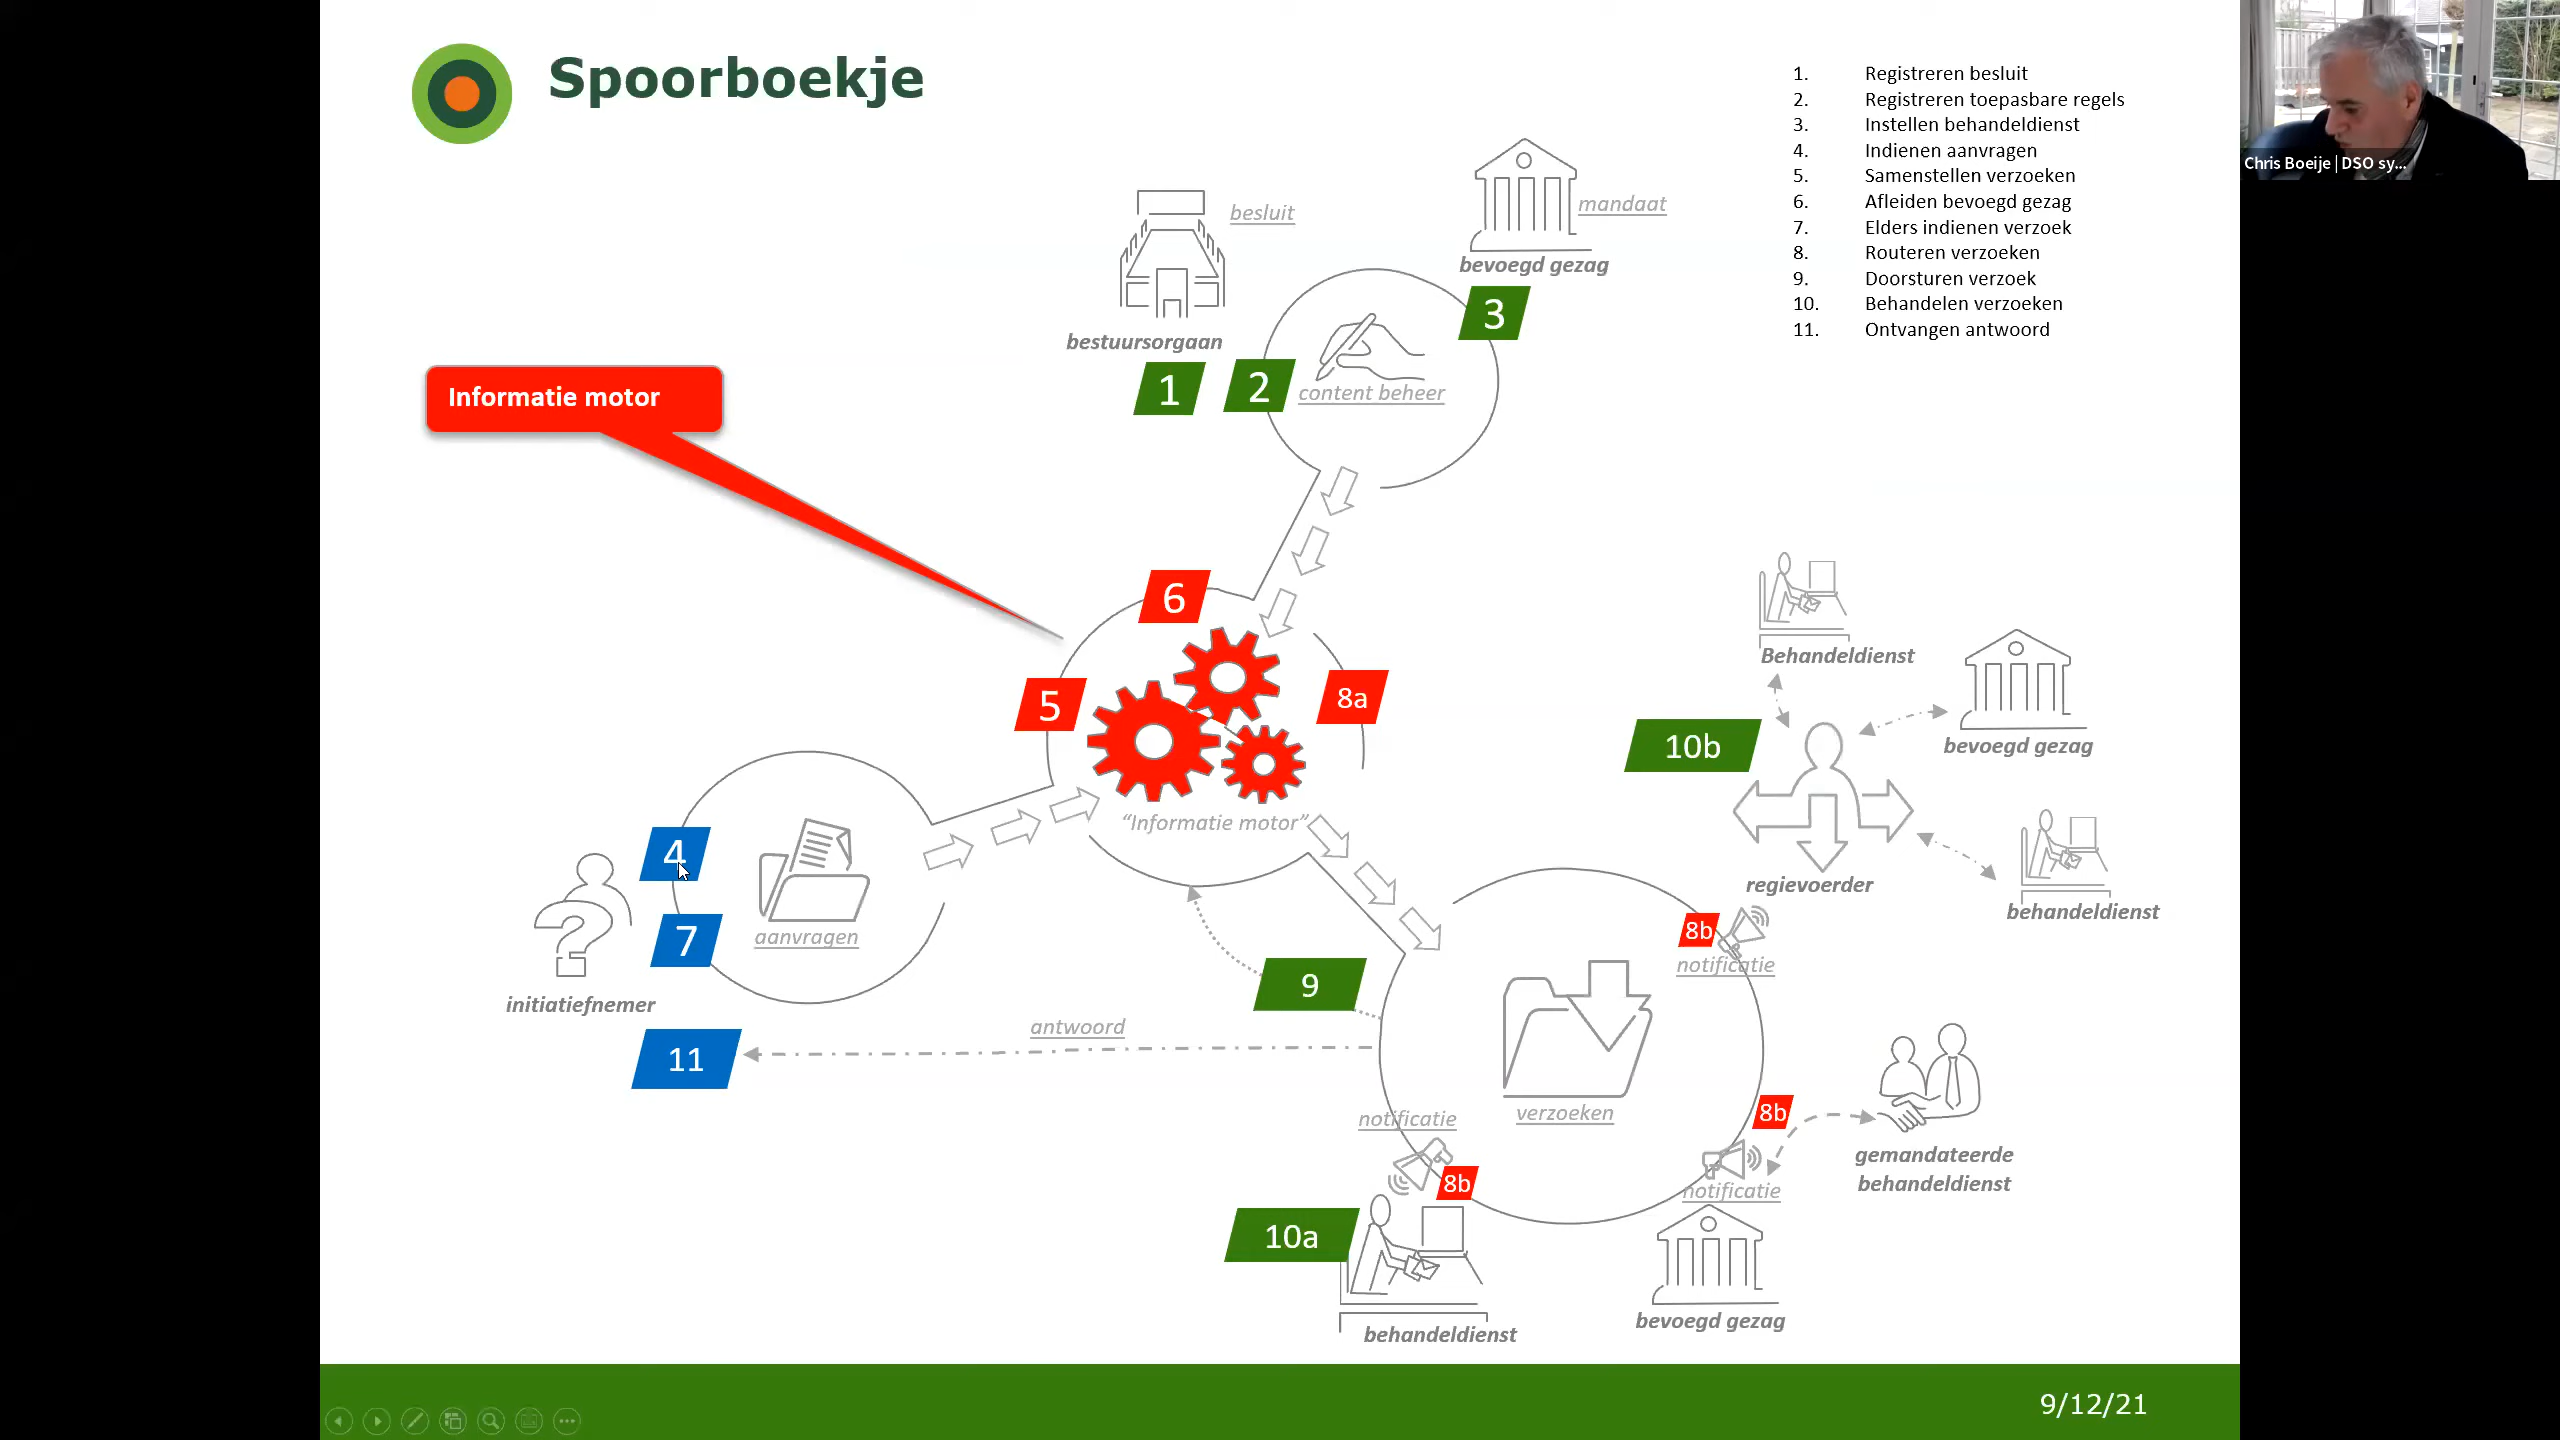 Spoorboekje
1. Registreren besluit
2. Registreren toepasbare regels
3. Instellen behandeldienst
4. Indienen aanvragen
5. Samenstellen verzoeken
6. Afleiden bevoegd gezag
7. Elders indienen verzoek
8. Routeren verzoeken
9. Doorsturen verzoek
10. Behandelen verzoeken
11. Ontvangen antwoord
Chris Boeije | DSO sy...
besluit
mandaat
bevoegd gezag
bestuursorgaan
3
1
2
content beheer
Informatie motor
6
5
8a
"Informatie motor"
Behandeldienst
10b
bevoegd gezag
regievoerder
behandeldienst
4
7
aanvragen
initiatiefnemer
11
antwoord
9
8b
notificatie
verzoeken
notificatie
8b
8b
notificatie
gemandateerde
behandeldienst
10a
behandeldienst
bevoegd gezag
9/12/21